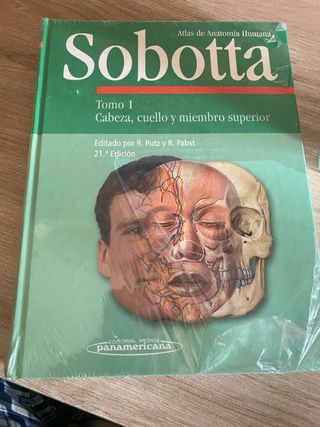 Atlas de Anatomía Humana
Sobotta
Tomo 1
Cabeza, cuello y miembro superior
Editado por R. Putz y R. Pabst
21.ª Edición
EDITORIAL MEDICA
panamericana